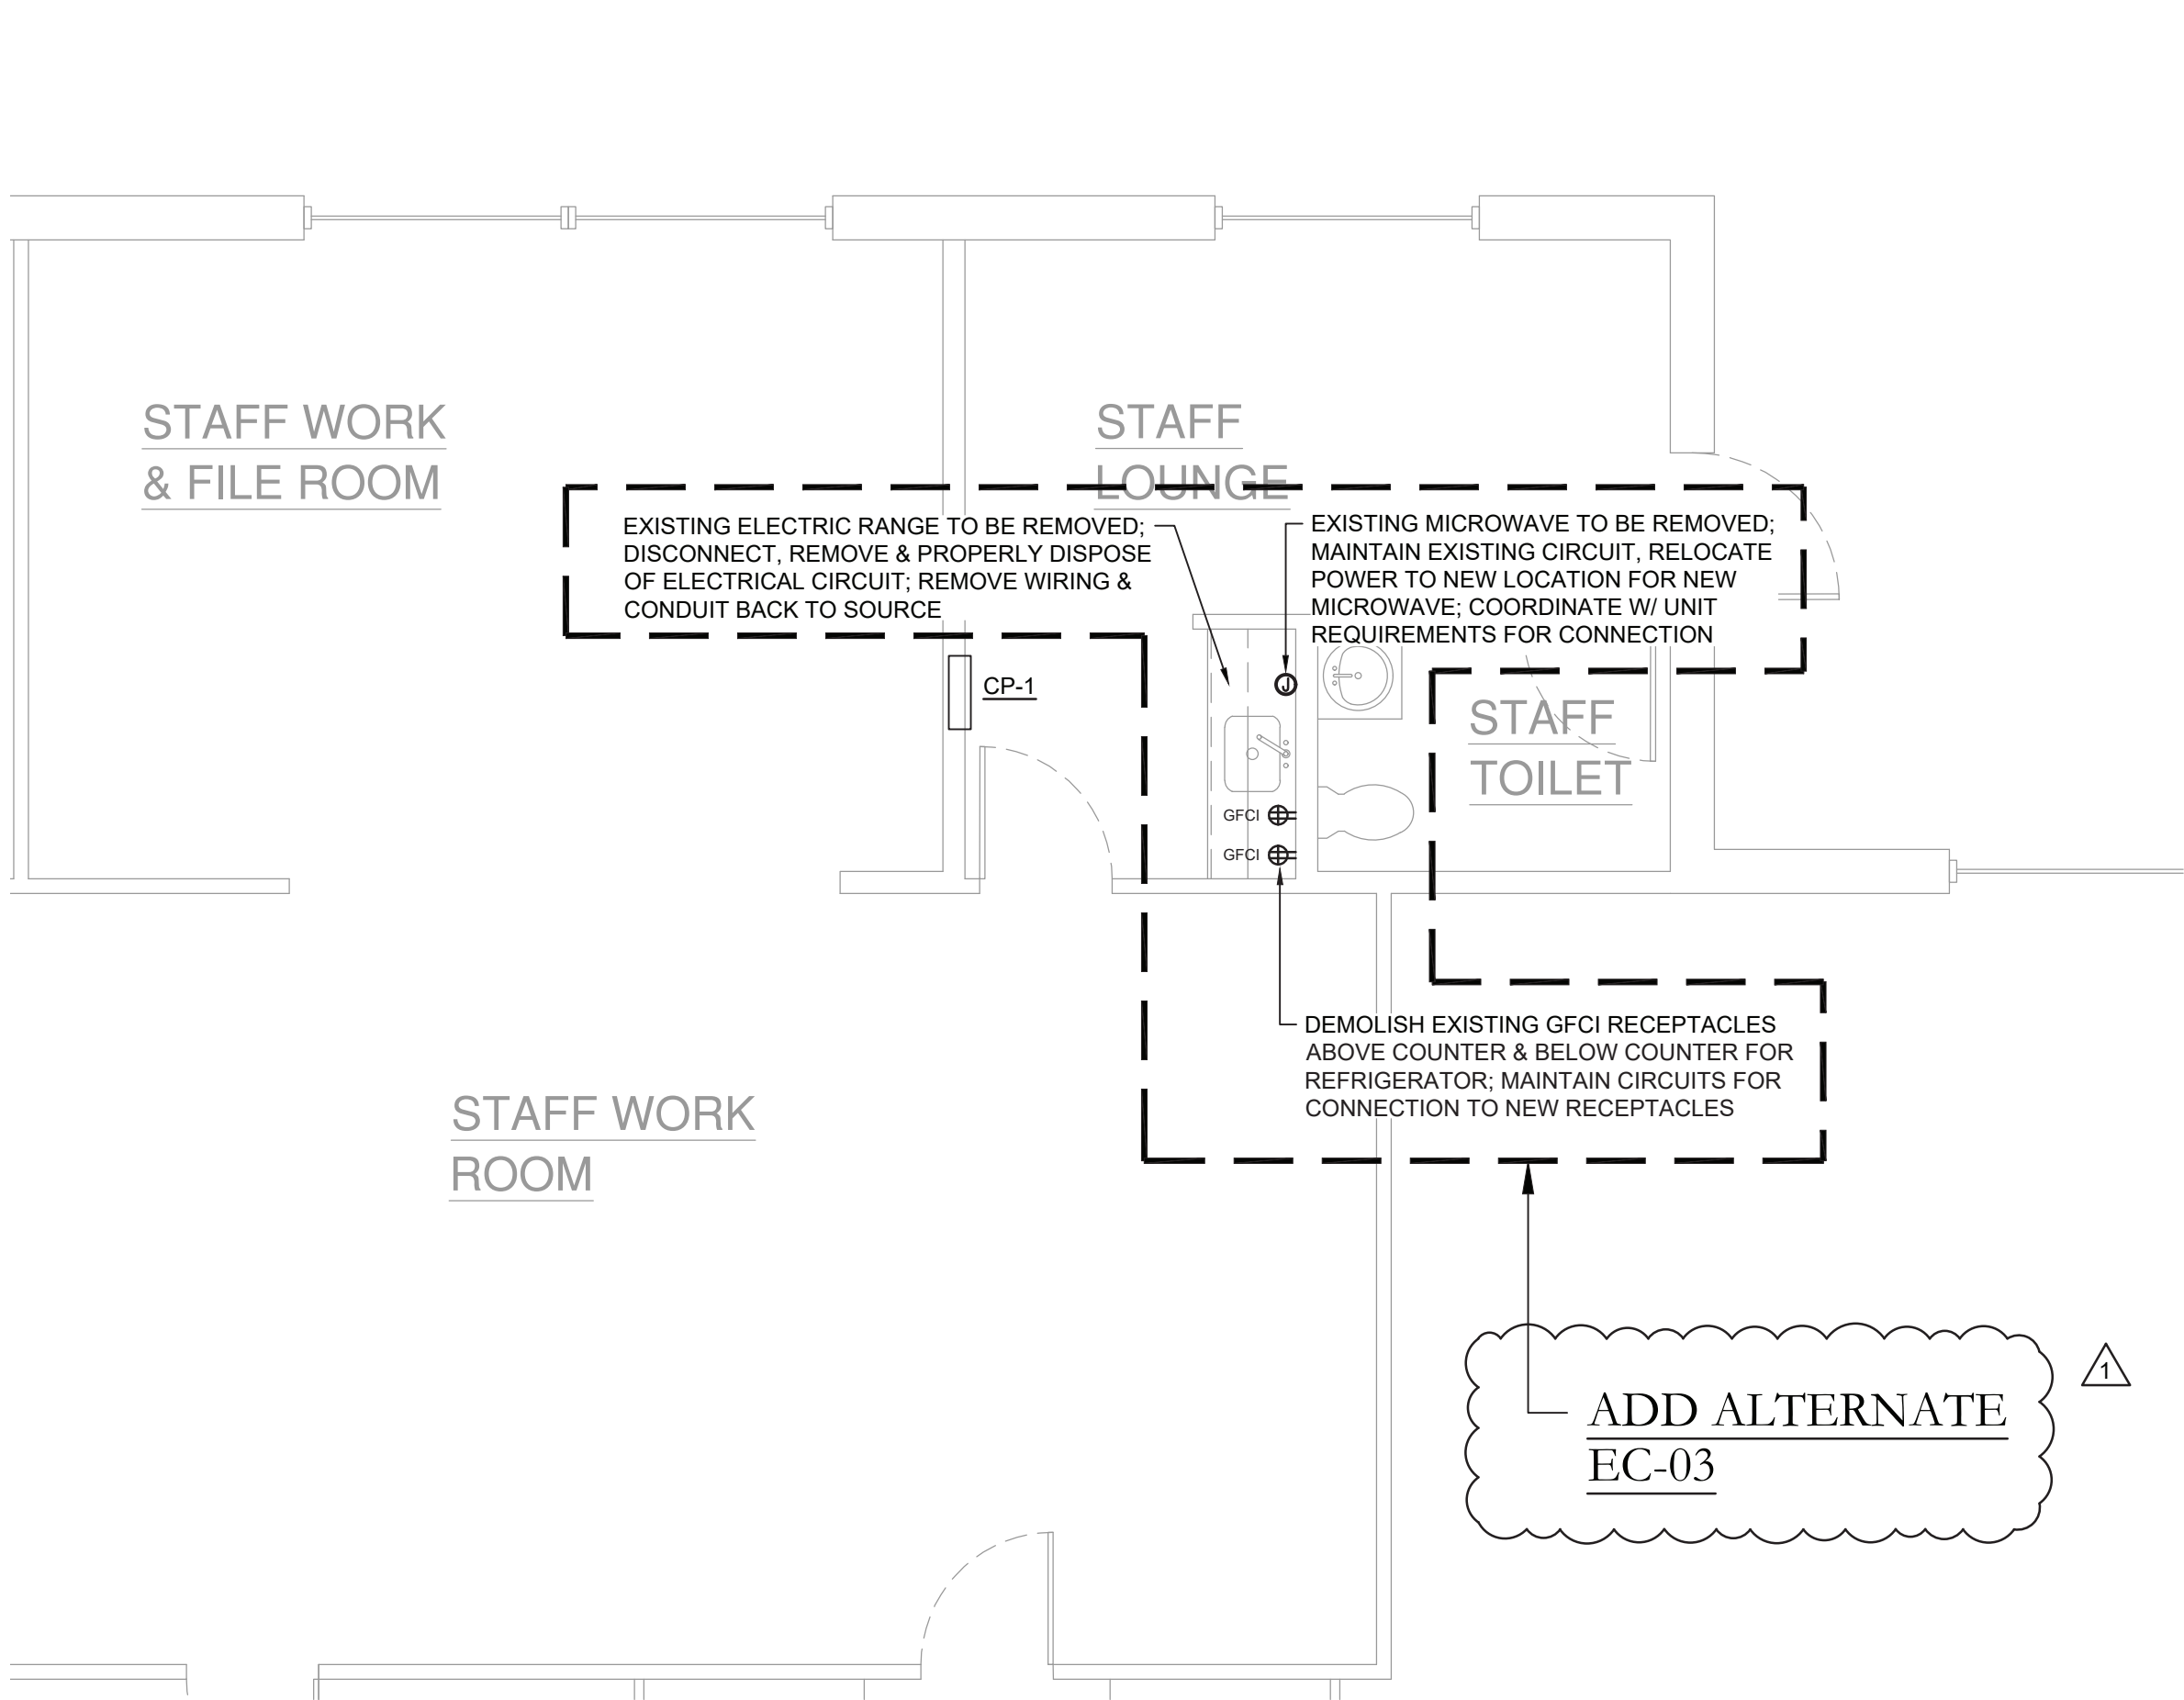 STAFF WORK
& FILE ROOM
STAFF
LOUNGE
EXISTING ELECTRIC RANGE TO BE REMOVED;
DISCONNECT, REMOVE & PROPERLY DISPOSE
OF ELECTRICAL CIRCUIT; REMOVE WIRING &
CONDUIT BACK TO SOURCE
EXISTING MICROWAVE TO BE REMOVED;
MAINTAIN EXISTING CIRCUIT, RELOCATE
POWER TO NEW LOCATION FOR NEW
MICROWAVE; COORDINATE W/ UNIT
REQUIREMENTS FOR CONNECTION
CP-1
J
STAFF
TOILET
GFCI
GFCI
DEMOLISH EXISTING GFCI RECEPTACLES
ABOVE COUNTER & BELOW COUNTER FOR
REFRIGERATOR; MAINTAIN CIRCUITS FOR
CONNECTION TO NEW RECEPTACLES
STAFF WORK
ROOM
ADD ALTERNATE
EC-03
1